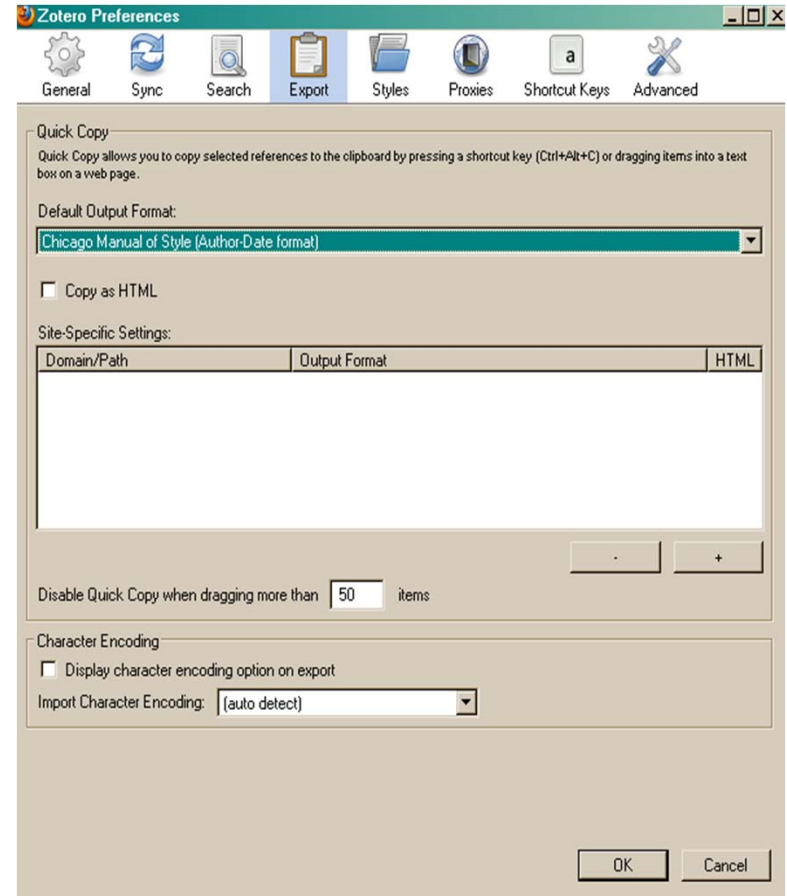 Zotero Preferences
General Sync Search Export Styles Proxies a Shortcut Keys Advanced
Quick Copy
Quick Copy allows you to copy selected references to the clipboard by pressing a shortcut key (Ctrl+Alt+C) or dragging items into a text
box on a web page.
Default Output Format:
Chicago Manual of Style (Author-Date format)
Copy as HTML
Site-Specific Settings:
Domain/Path Output Format HTML
- +
Disable Quick Copy when dragging more than 50 items
Character Encoding
Display character encoding option on export
Import Character Encoding: (auto detect)
OK Cancel